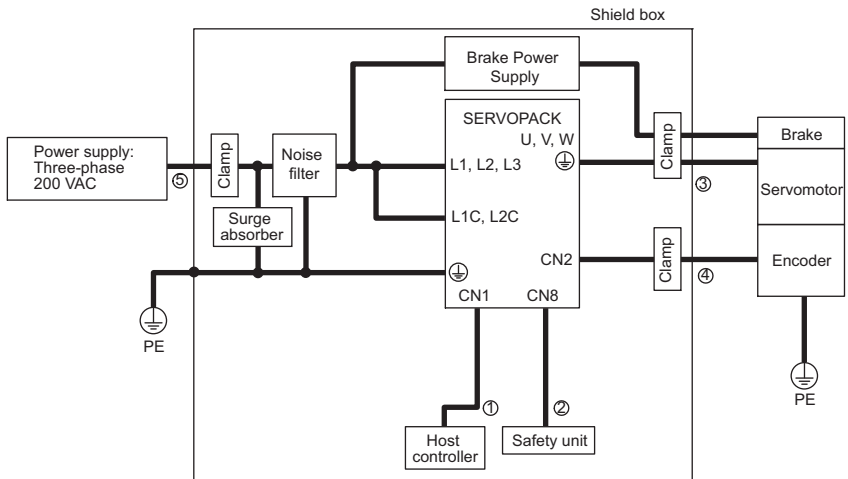 Shield box
Brake Power
Supply
SERVOPACK
U, V, W
L1, L2, L3
L1C, L2C
CN2
CN1
CN8
Power supply:
Three-phase
200 VAC
⑤
Clamp
Noise
filter
Surge
absorber
PE
Clamp
③
Clamp
④
Brake
Servomotor
Encoder
PE
①
②
Host
controller
Safety unit